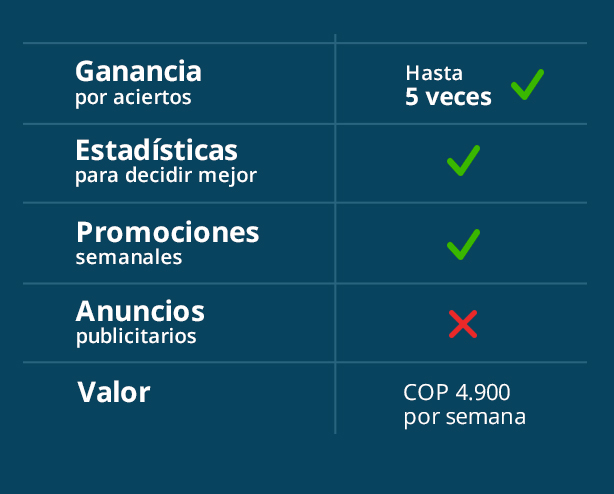 Ganancia
por aciertos
Hasta
5 veces
Estadísticas
para decidir mejor
Promociones
semanales
Anuncios
publicitarios
Valor
COP 4.900
por semana